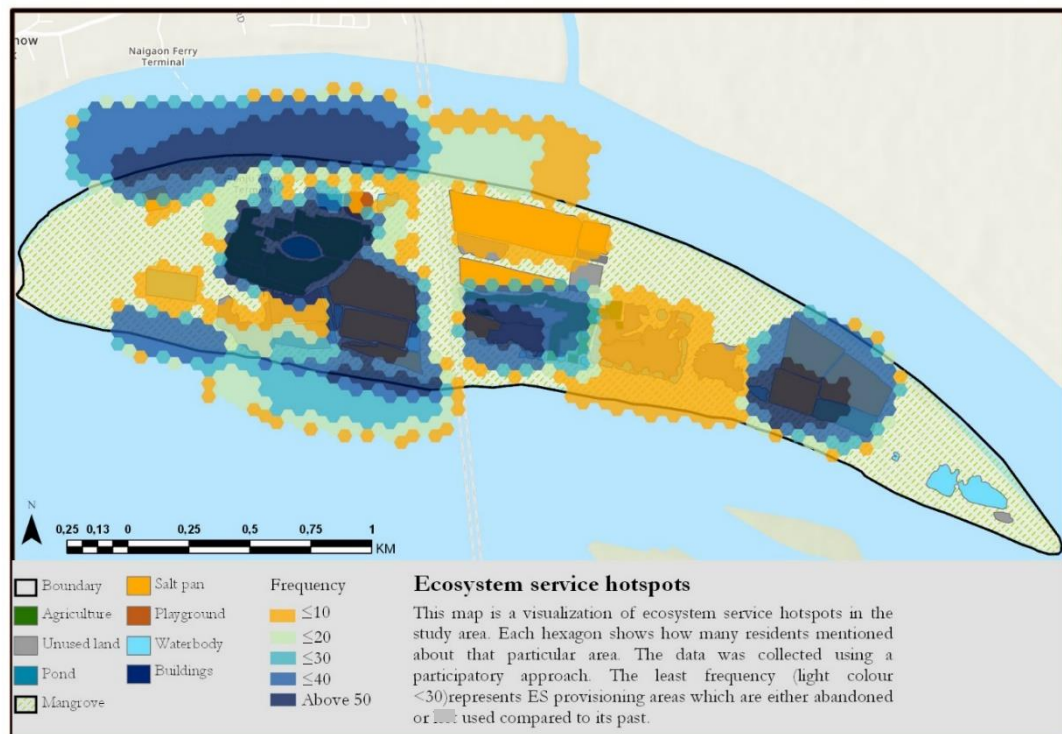 now
RD
Naigaon Ferry
Terminal
N
0,25 0,13 0 0,25 0,5 0,75 1
KM
Boundary
Agriculture
Unused land
Pond
Mangrove
Salt pan
Playground
Waterbody
Buildings
Frequency
≤10
≤20
≤30
≤40
Above 50
Ecosystem service hotspots
This map is a visualization of ecosystem service hotspots in the
study area. Each hexagon shows how many residents mentioned
about that particular area. The data was collected using a
participatory approach. The least frequency (light colour
<30)represents ES provisioning areas which are either abandoned
or used compared to its past.